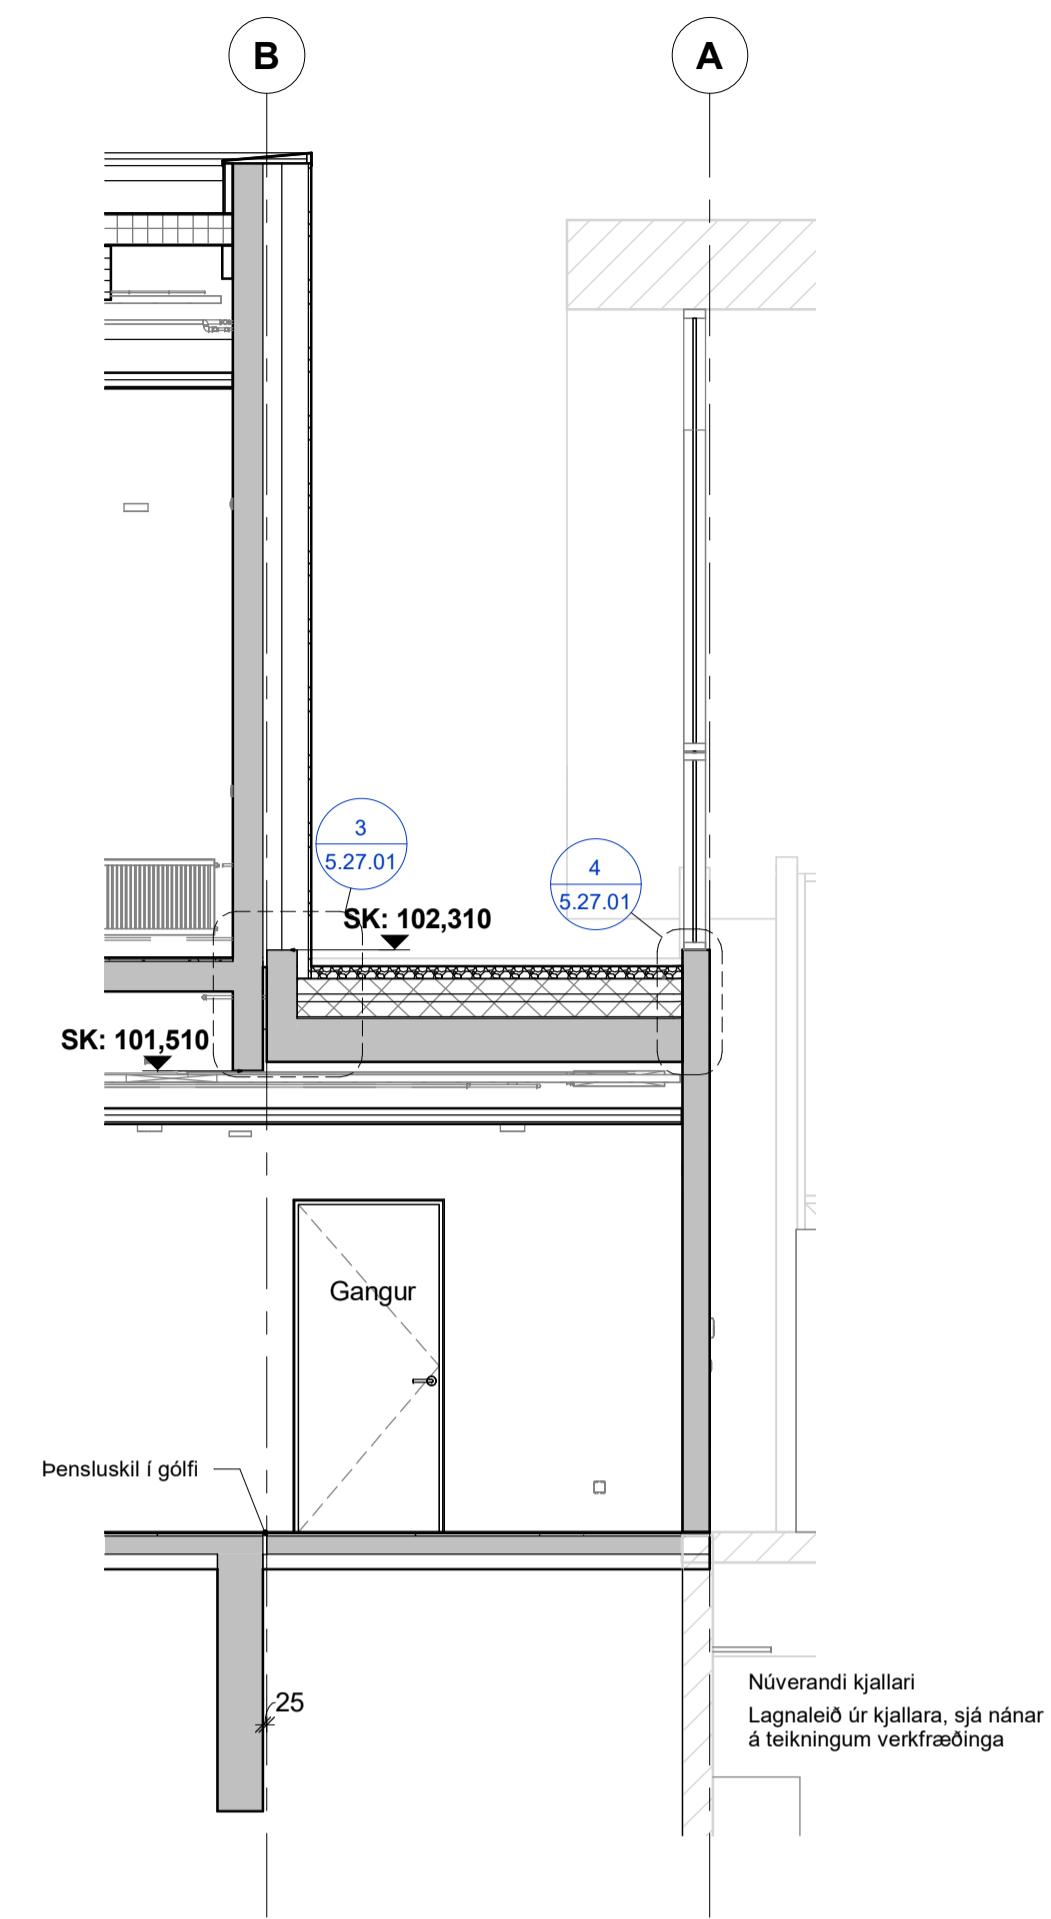 B
A
3
5.27.01
4
5.27.01
SK: 102,310
SK: 101,510
Gangur
Þensluskil í gólfi
25
Núverandi kjallari
Lagnaleið úr kjallara, sjá nánar
á teikningum verkfræðinga